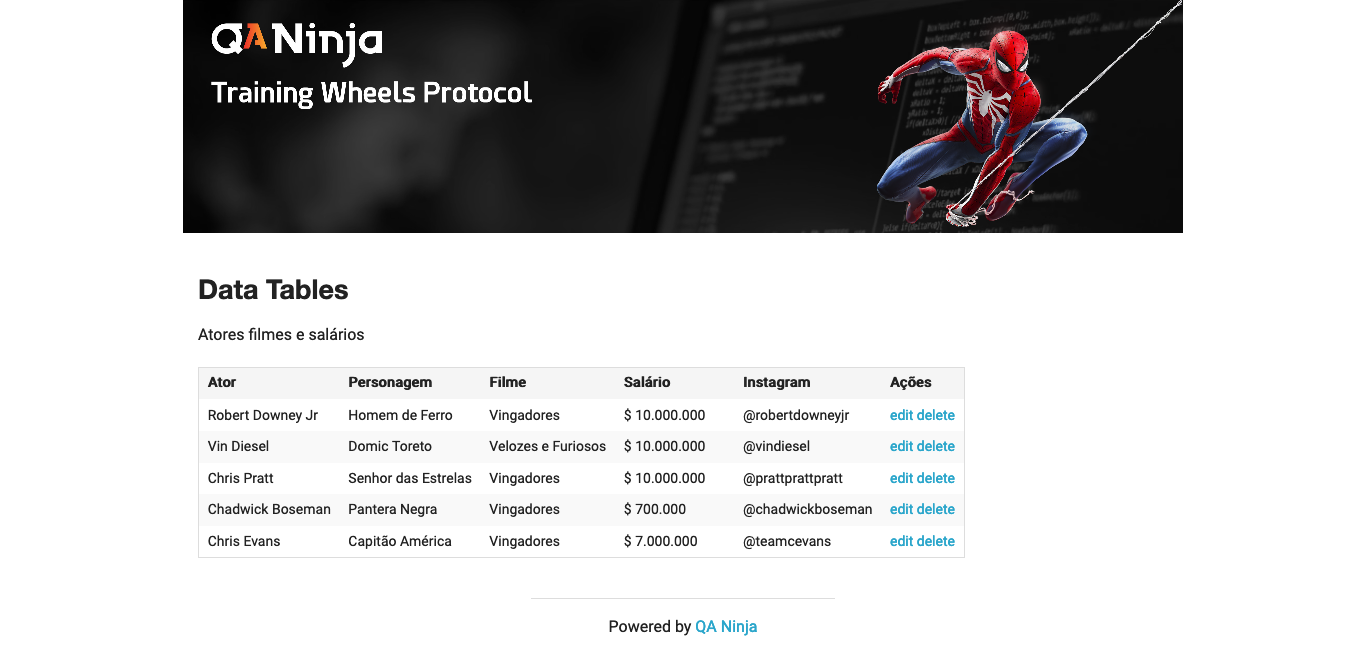 QANinja
Training Wheels Protocol
Data Tables
Atores filmes e salários
Ator Personagem Filme Salário Instagram Ações
Robert Downey Jr Homem de Ferro Vingadores $ 10.000.000 @robertdowneyjr edit delete
Vin Diesel Domic Toreto Velozes e Furiosos $ 10.000.000 @vindiesel edit delete
Chris Pratt Senhor das Estrelas Vingadores $ 10.000.000 @prattprattpratt edit delete
Chadwick Boseman Pantera Negra Vingadores $ 700.000 @chadwickboseman edit delete
Chris Evans Capitão América Vingadores $ 7.000.000 @teamcevans edit delete
Powered by QA Ninja